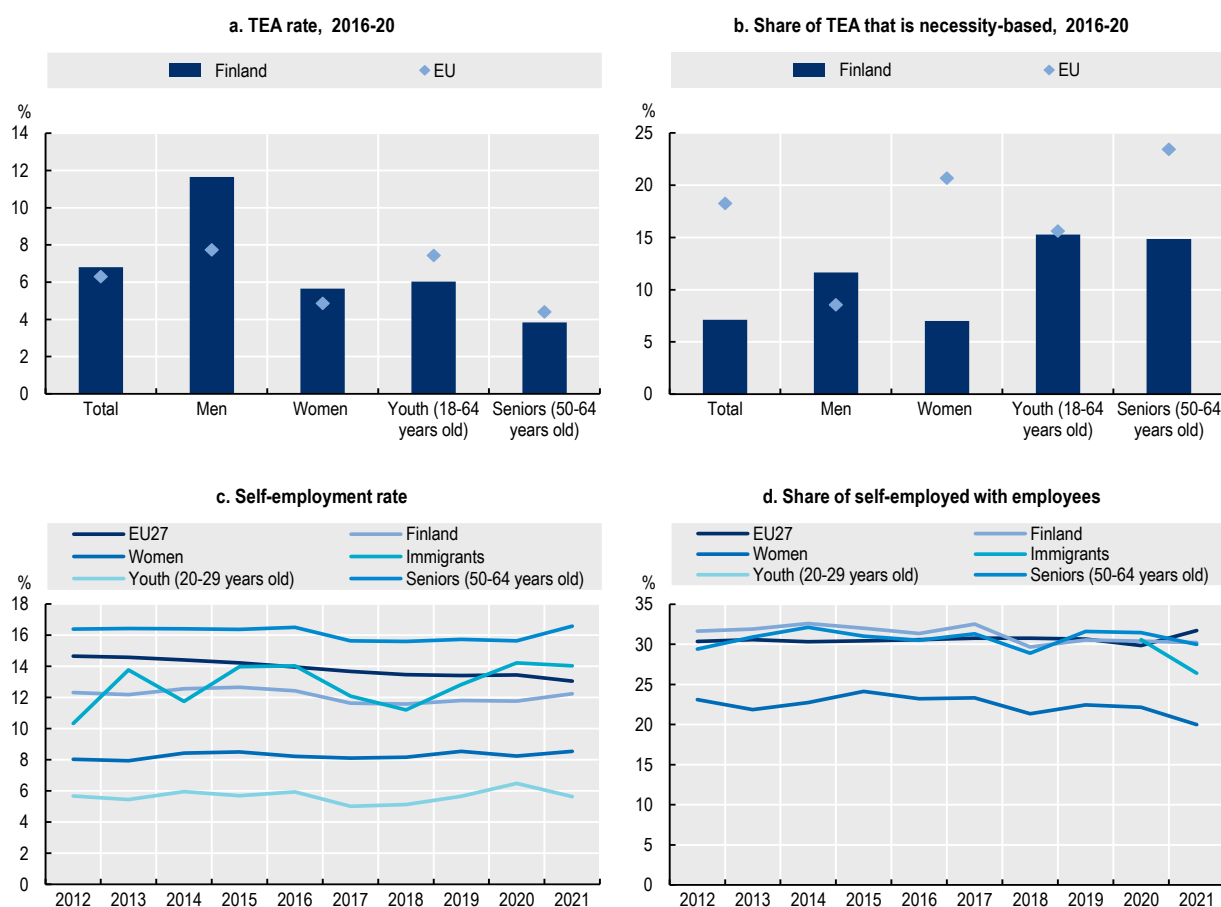 a. TEA rate, 2016-20
Finland
EU
%
14
12
10
8
6
4
2
0
Total
Men
Women
Youth (18-64
years old)
Seniors (50-64
years old)
b. Share of TEA that is necessity-based, 2016-20
Finland
EU
%
25
20
15
10
5
0
Total
Men
Women
Youth (18-64
years old)
Seniors (50-64
years old)
c. Self-employment rate
EU27
Finland
Women
Immigrants
Youth (20-29 years old)
Seniors (50-64 years old)
%
18
16
14
12
10
8
6
4
2
0
2012 2013 2014 2015 2016 2017 2018 2019 2020 2021
d. Share of self-employed with employees
EU27
Finland
Women
Immigrants
Youth (20-29 years old)
Seniors (50-64 years old)
%
35
30
25
20
15
10
5
0
2012 2013 2014 2015 2016 2017 2018 2019 2020 2021